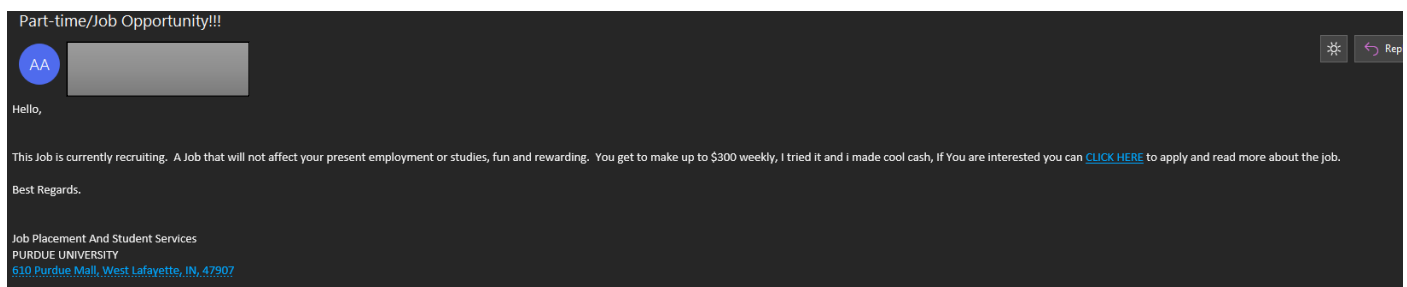 Part-time/Job Opportunity!!!
AA
Rep
Hello,
This Job is currently recruiting.  A Job that will not affect your present employment or studies, fun and rewarding.  You get to make up to $300 weekly, I tried it and i made cool cash, If You are interested you can CLICK HERE to apply and read more about the job.
Best Regards.
Job Placement And Student Services
PURDUE UNIVERSITY
610 Purdue Mall, West Lafayette, IN, 47907